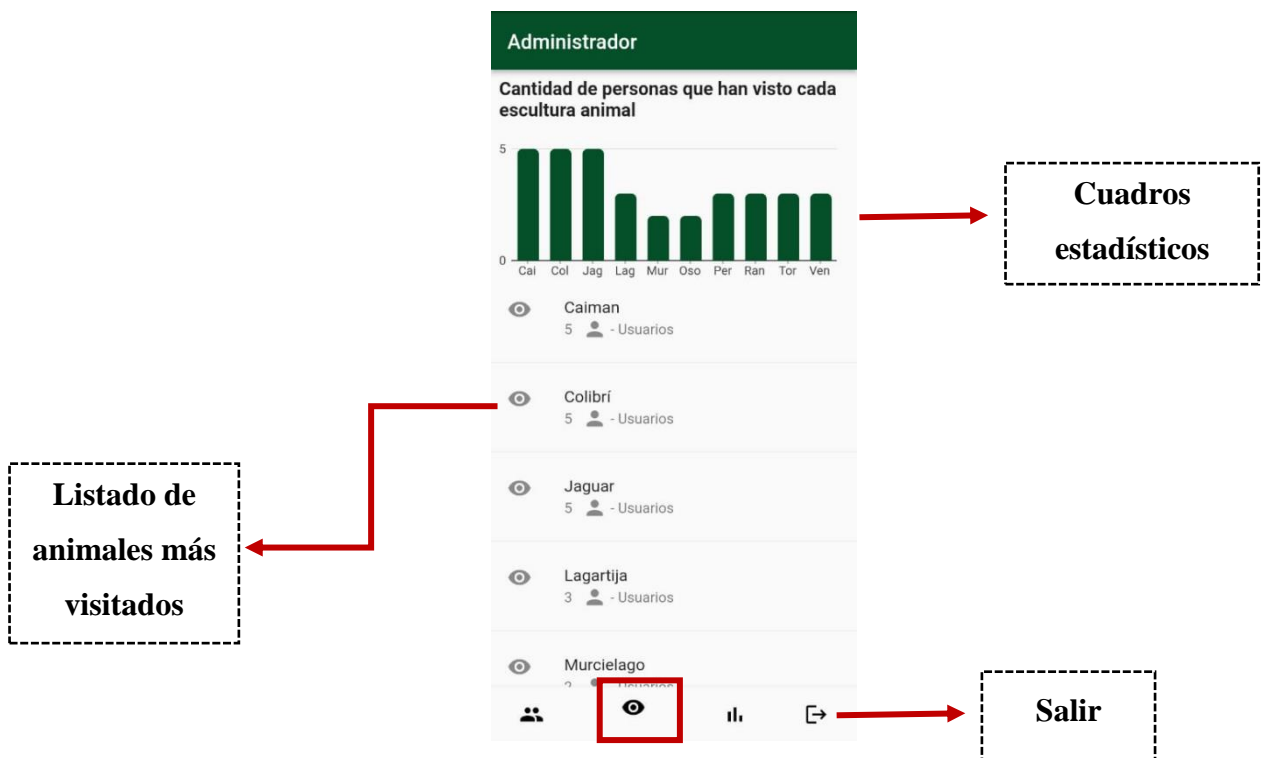 Administrador
Cantidad de personas que han visto cada
escultura animal
5
0
Cai Col Jag Lag Mur Oso Per Ran Tor Ven
Caiman
5 - Usuarios
Colibrí
5 - Usuarios
Jaguar
5 - Usuarios
Lagartija
3 - Usuarios
Murcielago
2 - Usuarios
Cuadros
estadísticos
Listado de
animales más
visitados
Salir